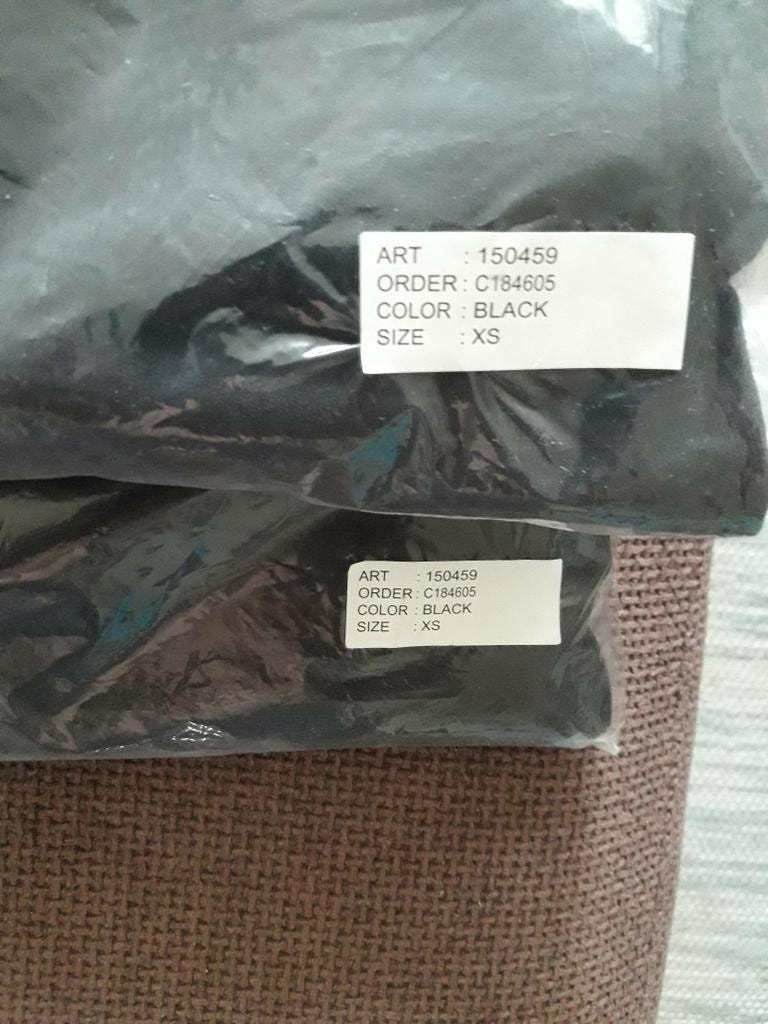 ART : 150459
ORDER : C184605
COLOR : BLACK
SIZE : XS
ART : 150459
ORDER : C184605
COLOR : BLACK
SIZE : XS